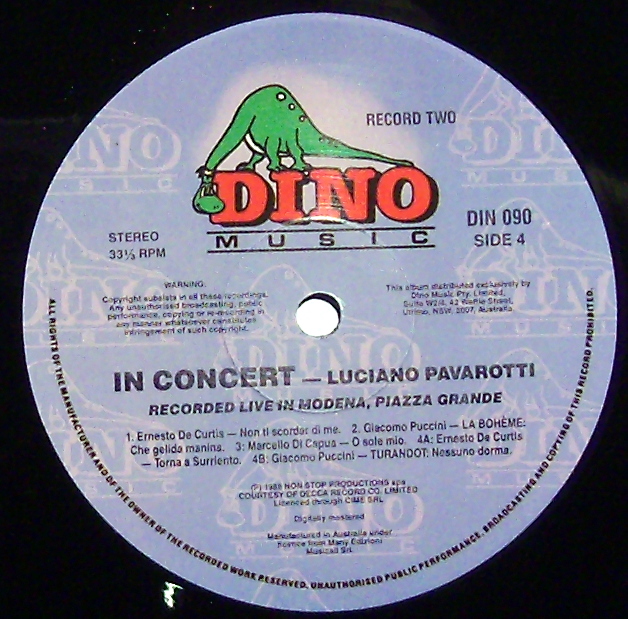 RECORD TWO
DINO
MUSIC
DIN 090
SIDE 4
STEREO
33⅓ RPM
WARNING:
Copyright subsists in all these recordings.
Any unauthorised broadcasting, public
performance, copying or re-recording in
any manner whatsoever constitutes
infringement of such copyright.
This album distributed exclusively by
Dino Music Pty. Limited,
Suite W2/4, 42 Wattle Street,
Ultimo, NSW, 2007, Australia.
IN CONCERT — LUCIANO PAVAROTTI
RECORDED LIVE IN MODENA, PIAZZA GRANDE
1. Ernesto De Curtis — Non ti scordar di me. 2. Giacomo Puccini — LA BOHÈME:
Che gelida manina. 3: Marcello Di Capua — O sole mio. 4A: Ernesto De Curtis
— Torna a Surriento. 4B: Giacomo Puccini — TURANDOT: Nessuno dorma.
(P) 1988 NON STOP PRODUCTIONS spa
COURTESY OF DECCA RECORD CO. LIMITED
Licenced through CIME SRL
Digitally mastered
Manufactured in Australia under
licence from Many Edizioni
Musicali Srl.
ALL RIGHTS OF THE MANUFACTURER AND OF THE OWNER OF THE RECORDED WORK RESERVED. UNAUTHORISED PUBLIC PERFORMANCE, BROADCASTING AND COPYING OF THIS RECORD PROHIBITED.